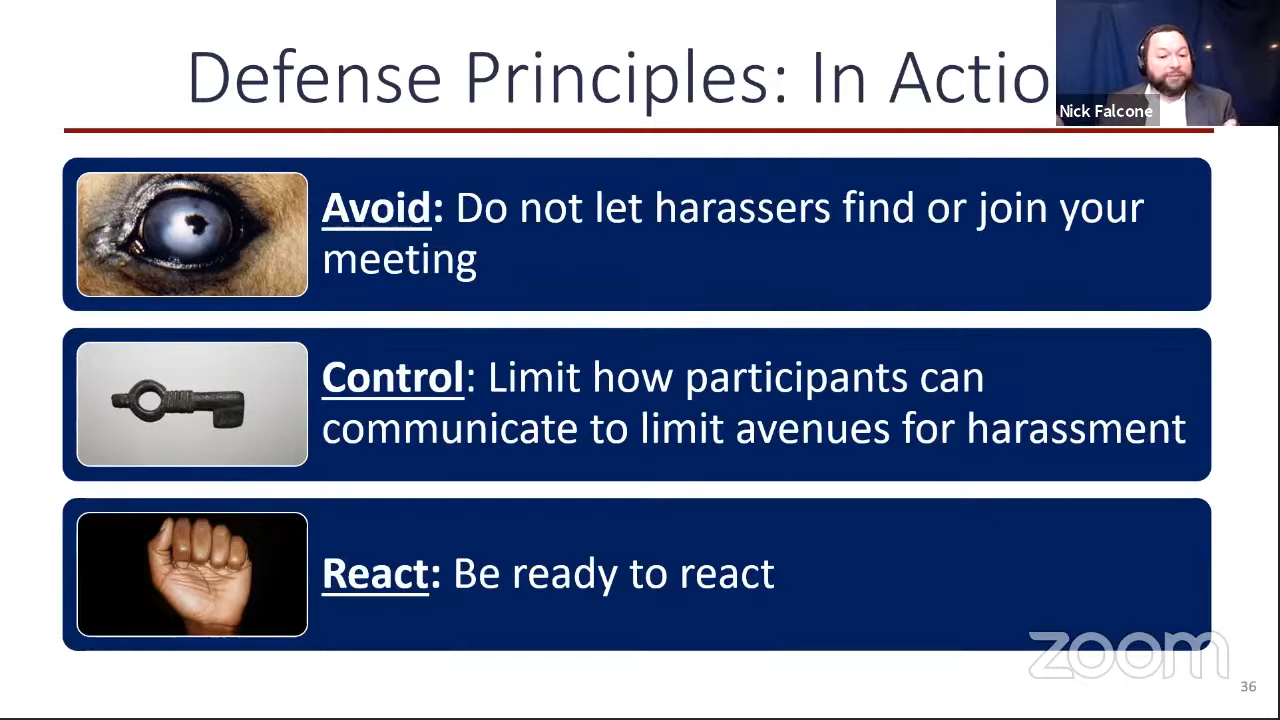 Defense Principles: In Actio
Nick Falcone
Avoid: Do not let harassers find or join your
meeting
Control: Limit how participants can
communicate to limit avenues for harassment
React: Be ready to react
zoom
36